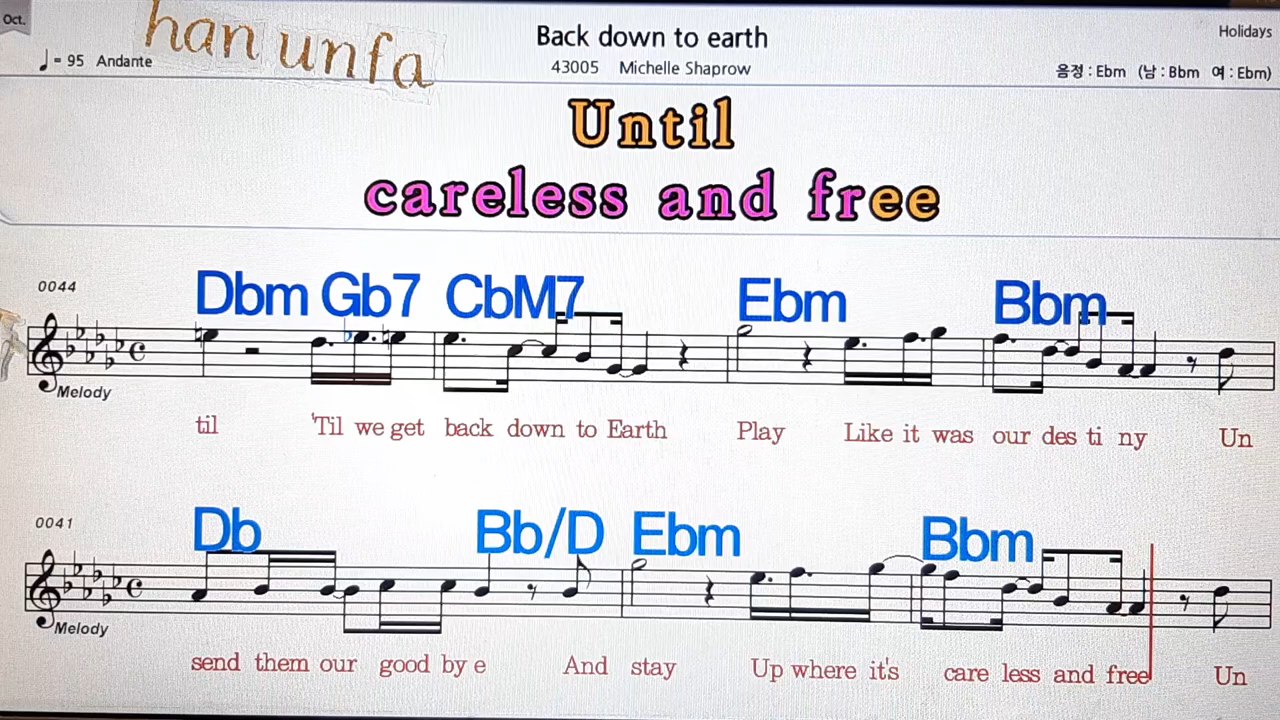 Oct.
han unfa
Back down to earth
Holidays
♩ = 95 Andante
43005 Michelle Shaprow
음정 : Ebm (남 : Bbm 여 : Ebm)
Until
careless and free
0044
Dbm Gb7 CbM7 Ebm Bbm
Melody
til 'Til we get back down to Earth Play Like it was our des ti ny Un
0041
Db Bb/D Ebm Bbm
Melody
send them our good by e And stay Up where it's care less and free Un